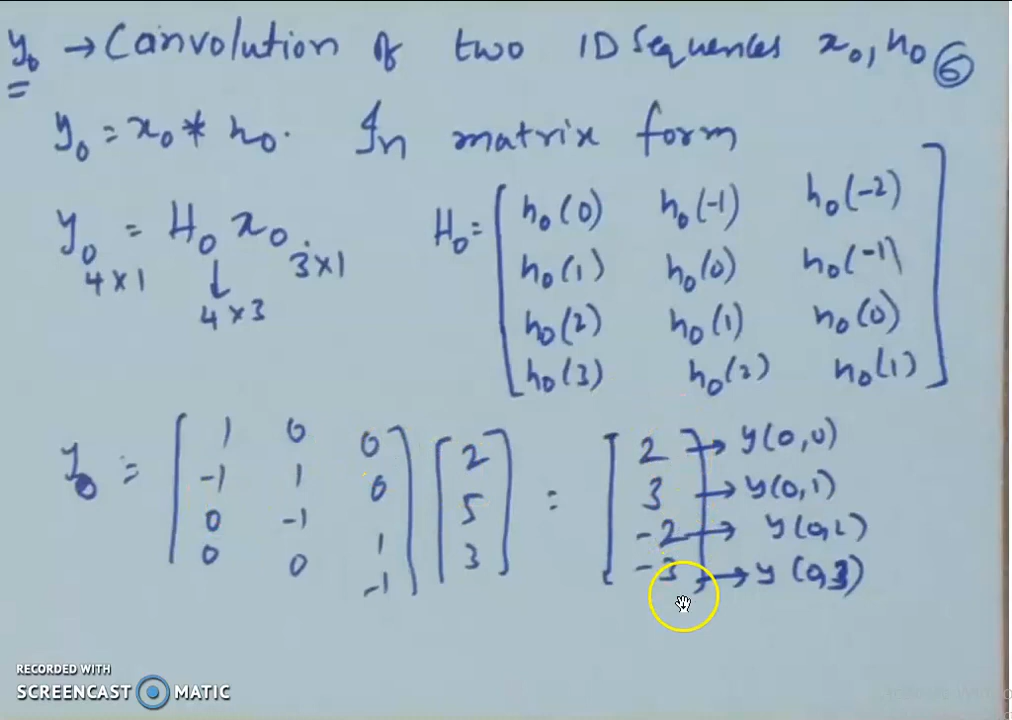 y₀ → Convolution of two 1D Sequences x₀, h₀ ⑥
y₀ = x₀ * h₀. In matrix form
y₀ = H₀ x₀.
4×1 4×3 3×1
H₀ = [ h₀(0) h₀(-1) h₀(-2)
h₀(1) h₀(0) h₀(-1)
h₀(2) h₀(1) h₀(0)
h₀(3) h₀(2) h₀(1) ]
y₀ = [ 1 0 0 ] [ 2 ] = [ 2 ] → y(0,0)
-1 1 0 5 3 → y(0,1)
0 -1 1 3 -2 → y(0,2)
0 0 -1 -3 → y(0,3)
RECORDED WITH
SCREENCAST MATIC